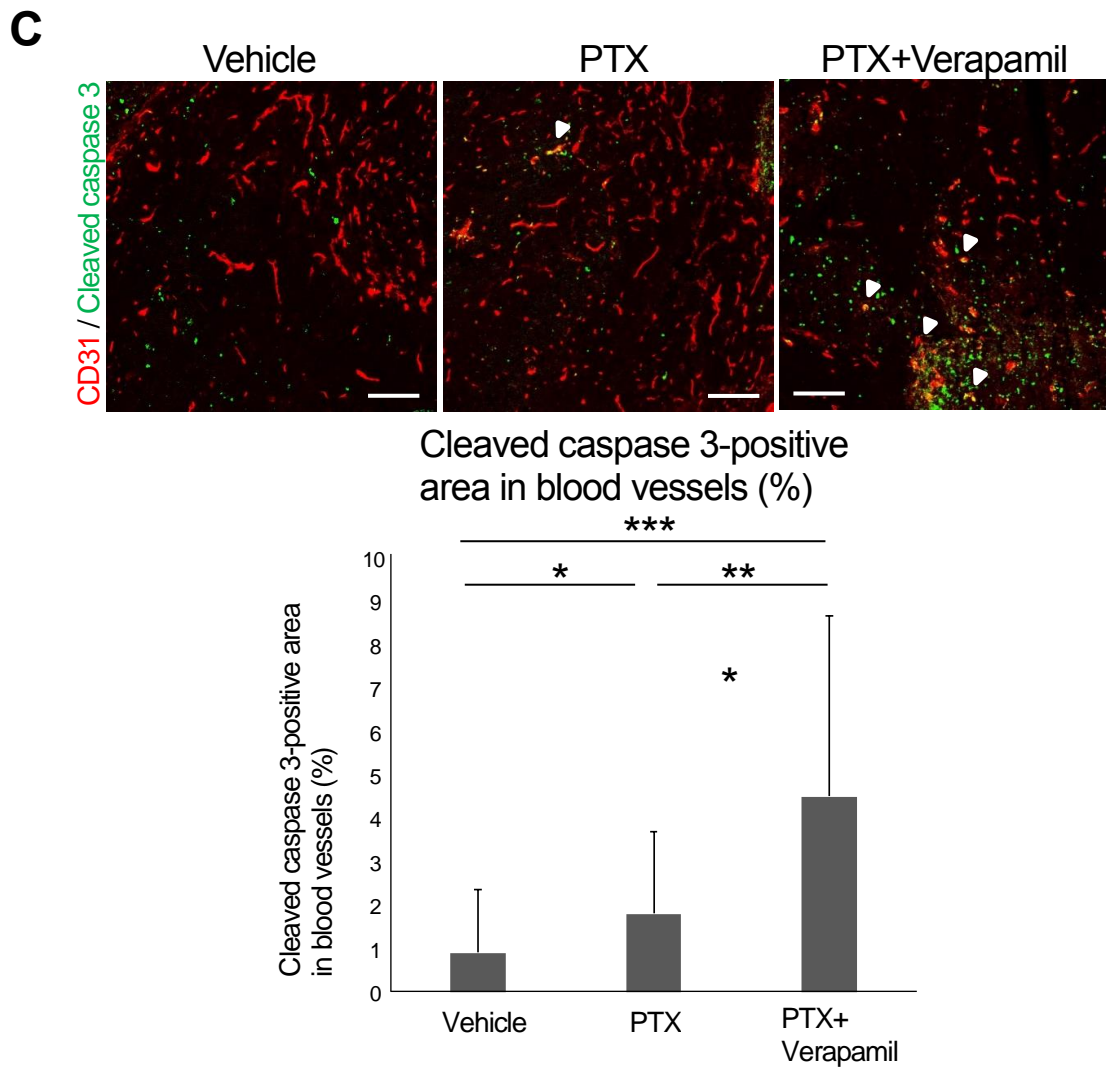 C
Vehicle
PTX
PTX+Verapamil
CD31 / Cleaved caspase 3
Cleaved caspase 3-positive
area in blood vessels (%)
***
*
**
*
Cleaved caspase 3-positive area
in blood vessels (%)
10
9
8
7
6
5
4
3
2
1
0
Vehicle
PTX
PTX+
Verapamil